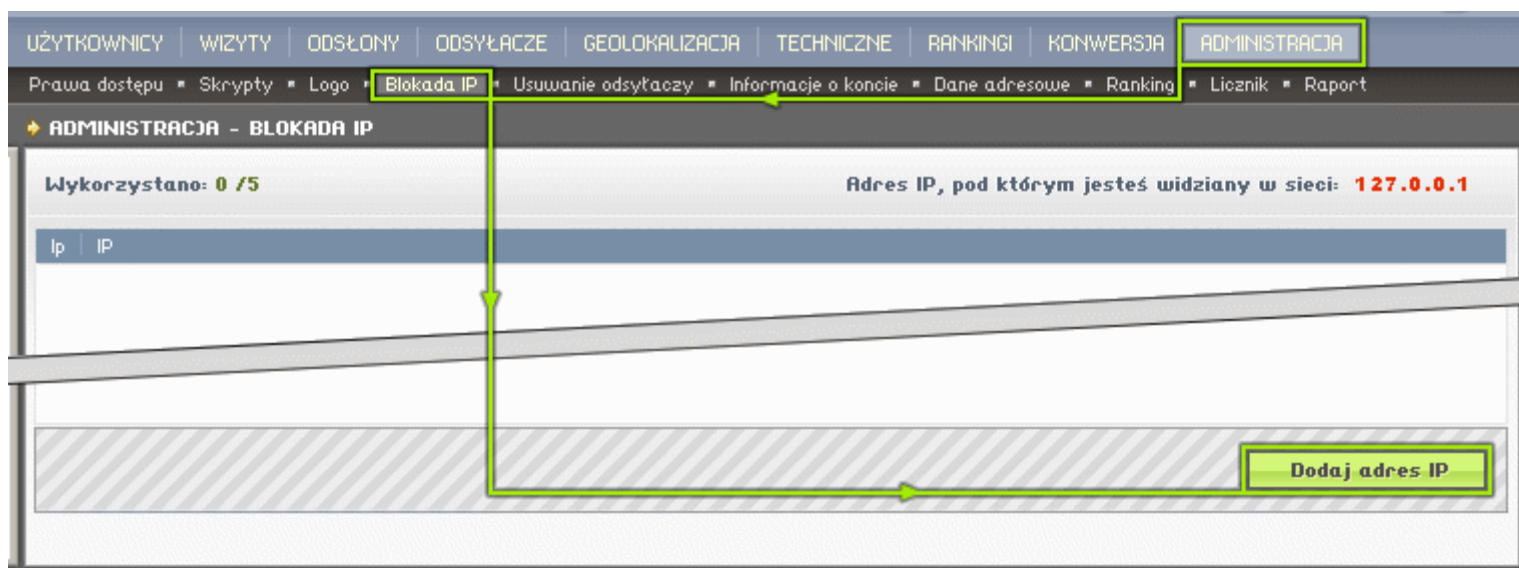 UŻYTKOWNICY WIZYTY ODSŁONY ODSYŁACZE GEOLOKALIZACJA TECHNICZNE RANKINGI KONWERSJA ADMINISTRACJA
Prawa dostępu ▪ Skrypty ▪ Logo ▪ Blokada IP ▪ Usuwanie odsyłaczy ▪ Informacje o koncie ▪ Dane adresowe ▪ Ranking ▪ Licznik ▪ Raport
ADMINISTRACJA - BLOKADA IP
Wykorzystano: 0 /5 Adres IP, pod którym jesteś widziany w sieci: 127.0.0.1
lp IP
Dodaj adres IP